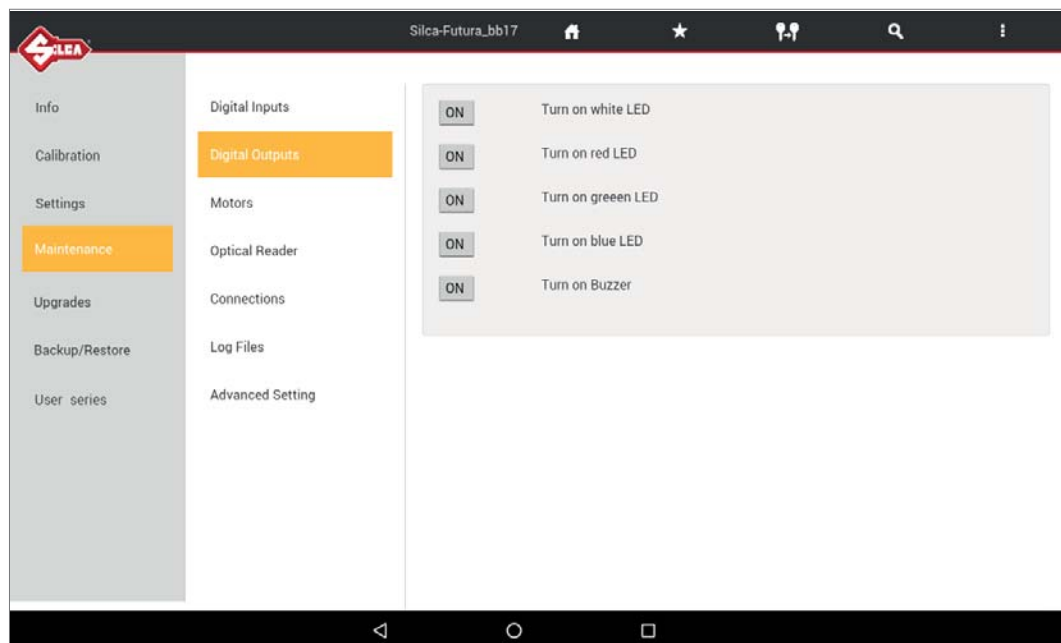 SILCA
Silca-Futura_bb17
Info
Calibration
Settings
Maintenance
Upgrades
Backup/Restore
User series
Digital Inputs
Digital Outputs
Motors
Optical Reader
Connections
Log Files
Advanced Setting
ON Turn on white LED
ON Turn on red LED
ON Turn on greeen LED
ON Turn on blue LED
ON Turn on Buzzer